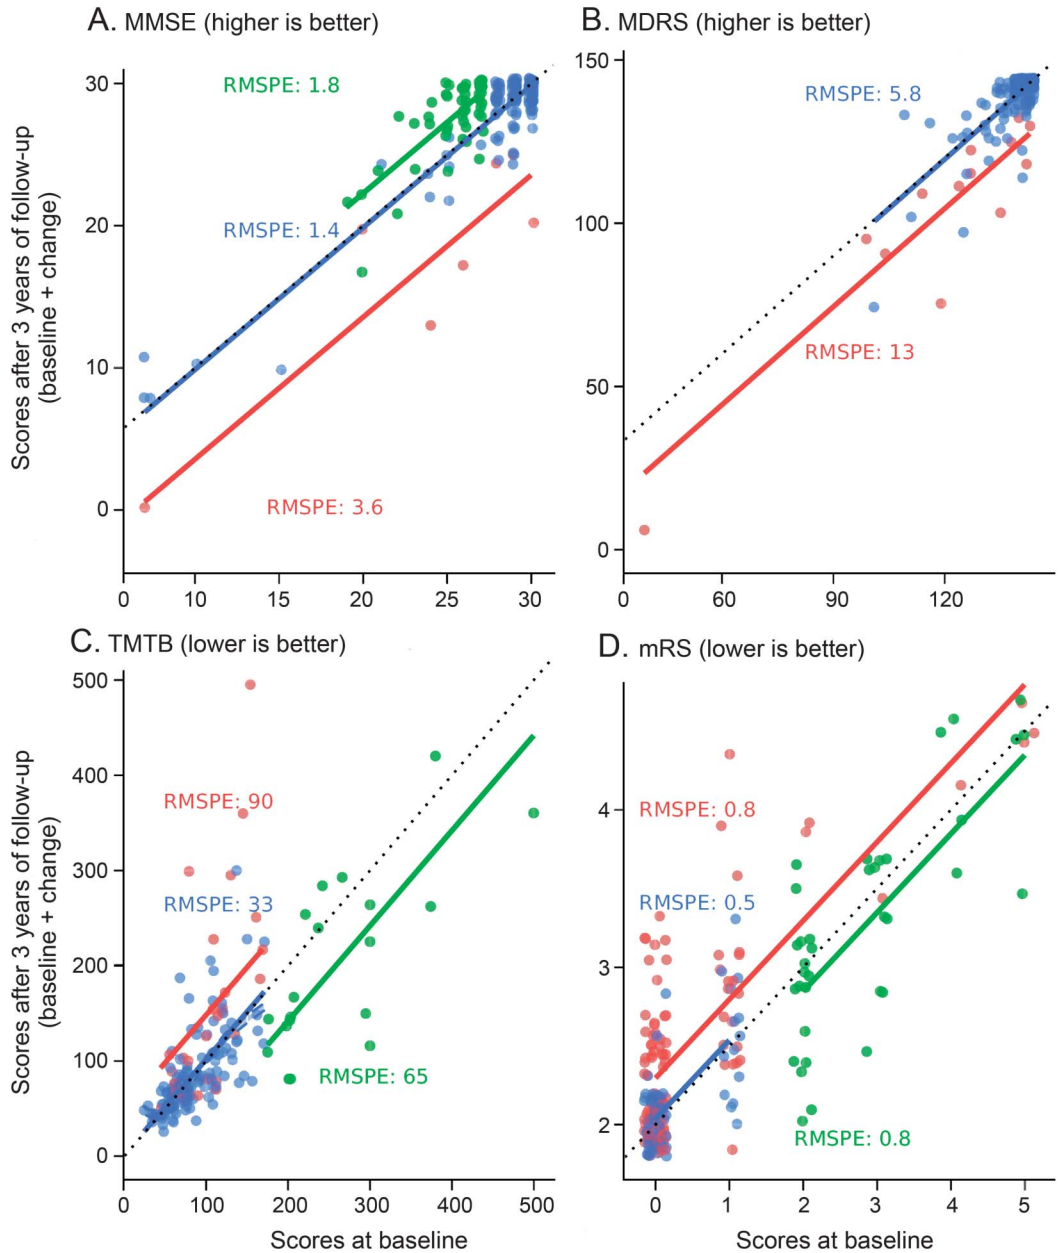 A. MMSE (higher is better)
B. MDRS (higher is better)
Scores after 3 years of follow-up
(baseline + change)
30
20
10
0
RMSPE: 1.8
RMSPE: 1.4
RMSPE: 3.6
0 10 15 20 25 30
150
100
50
0
RMSPE: 5.8
RMSPE: 13
0 60 90 120
C. TMTB (lower is better)
D. mRS (lower is better)
Scores after 3 years of follow-up
(baseline + change)
500
400
300
200
100
0
RMSPE: 90
RMSPE: 33
RMSPE: 65
0 100 200 300 400 500
Scores at baseline
4
3
2
RMSPE: 0.8
RMSPE: 0.5
RMSPE: 0.8
0 1 2 3 4 5
Scores at baseline